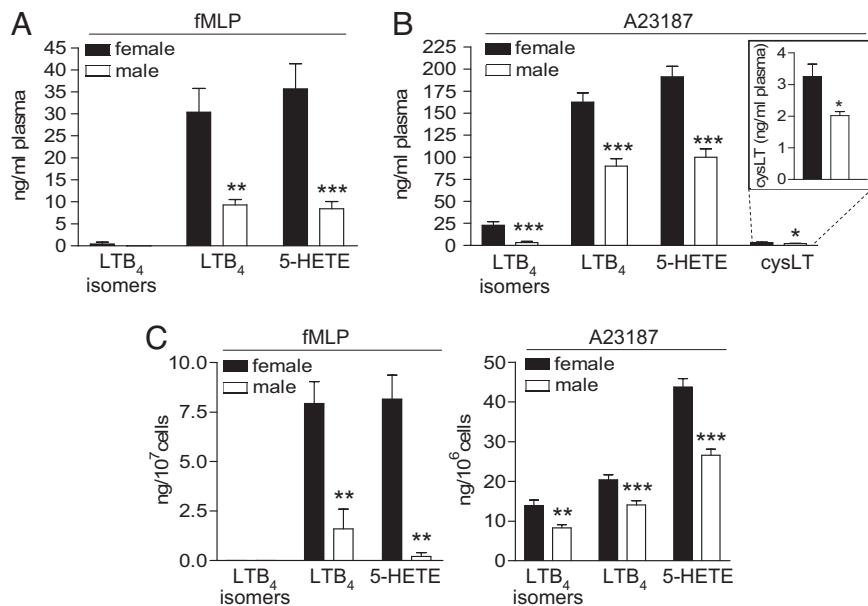 A
fMLP
female
male
ng/ml plasma
45
40
35
30
25
20
15
10
5
0
**
***
LTB4
isomers
LTB4
5-HETE
B
A23187
female
male
ng/ml plasma
225
200
175
150
125
100
75
50
25
0
***
***
***
*
LTB4
isomers
LTB4
5-HETE
cysLT
cysLT (ng/ml plasma)
4
3
2
1
0
*
C
fMLP
female
male
ng/10^7 cells
10.0
7.5
5.0
2.5
0.0
**
**
LTB4
isomers
LTB4
5-HETE
A23187
female
male
ng/10^6 cells
50
40
30
20
10
0
**
***
***
LTB4
isomers
LTB4
5-HETE